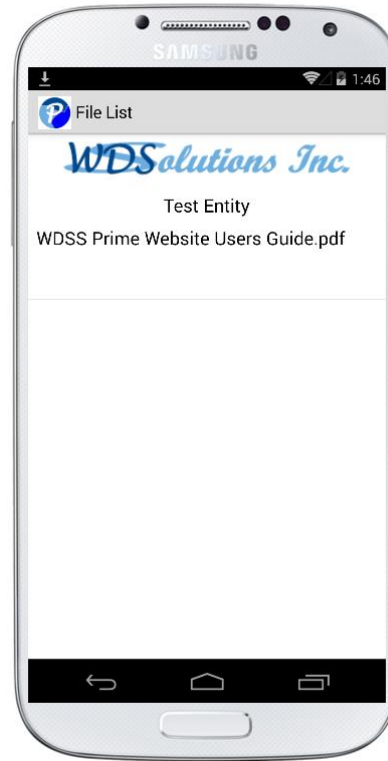 SAMSUNG
1:46
File List
WDSolutions Inc.
Test Entity
WDSS Prime Website Users Guide.pdf